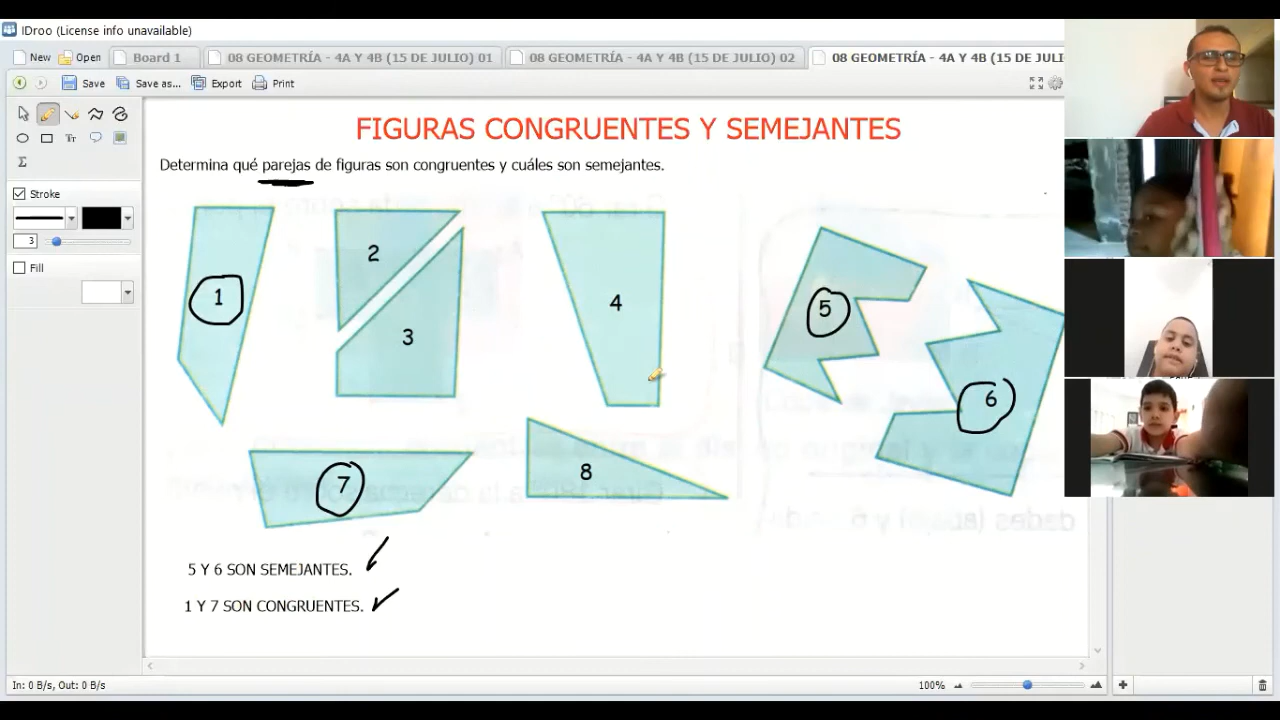 IDroo (License info unavailable)
New Open Board 1 08 GEOMETRÍA - 4A Y 4B (15 DE JULIO) 01 08 GEOMETRÍA - 4A Y 4B (15 DE JULIO) 02 08 GEOMETRÍA - 4A Y 4B (15 DE JULI
Save Save as... Export Print
FIGURAS CONGRUENTES Y SEMEJANTES
Determina qué parejas de figuras son congruentes y cuáles son semejantes.
Tr
Σ
Stroke
3
Fill
1
2
3
4
5
6
7
8
5 Y 6 SON SEMEJANTES.
1 Y 7 SON CONGRUENTES.
In: 0 B/s, Out: 0 B/s
100%